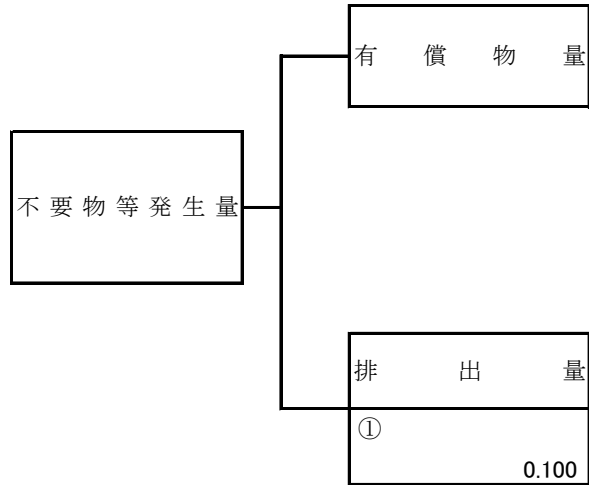 有償物量
不要物等発生量
排出量
①
0.100